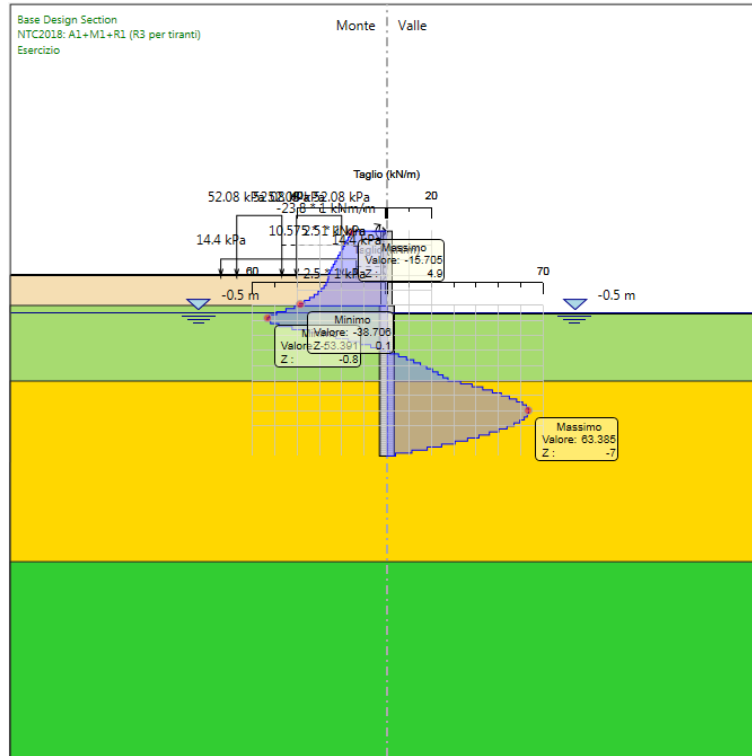 Base Design Section
NTC2018: A1+M1+R1 (R3 per tiranti)
Esercizio
Monte
Valle
Taglio (kN/m)
20
52.08 kPa
52.08 kPa
-23.8 * 1 kNm/m
14.4 kPa
14.4 kPa
Massimo
Valore: -15.705
Z : 4.9
60
-2.5 * 1 kPa
70
-0.5 m
-0.5 m
Minimo
Valore: -38.706
Z : 0.1
Valore: -53.391
Z : -0.8
Massimo
Valore: 63.385
Z : -7